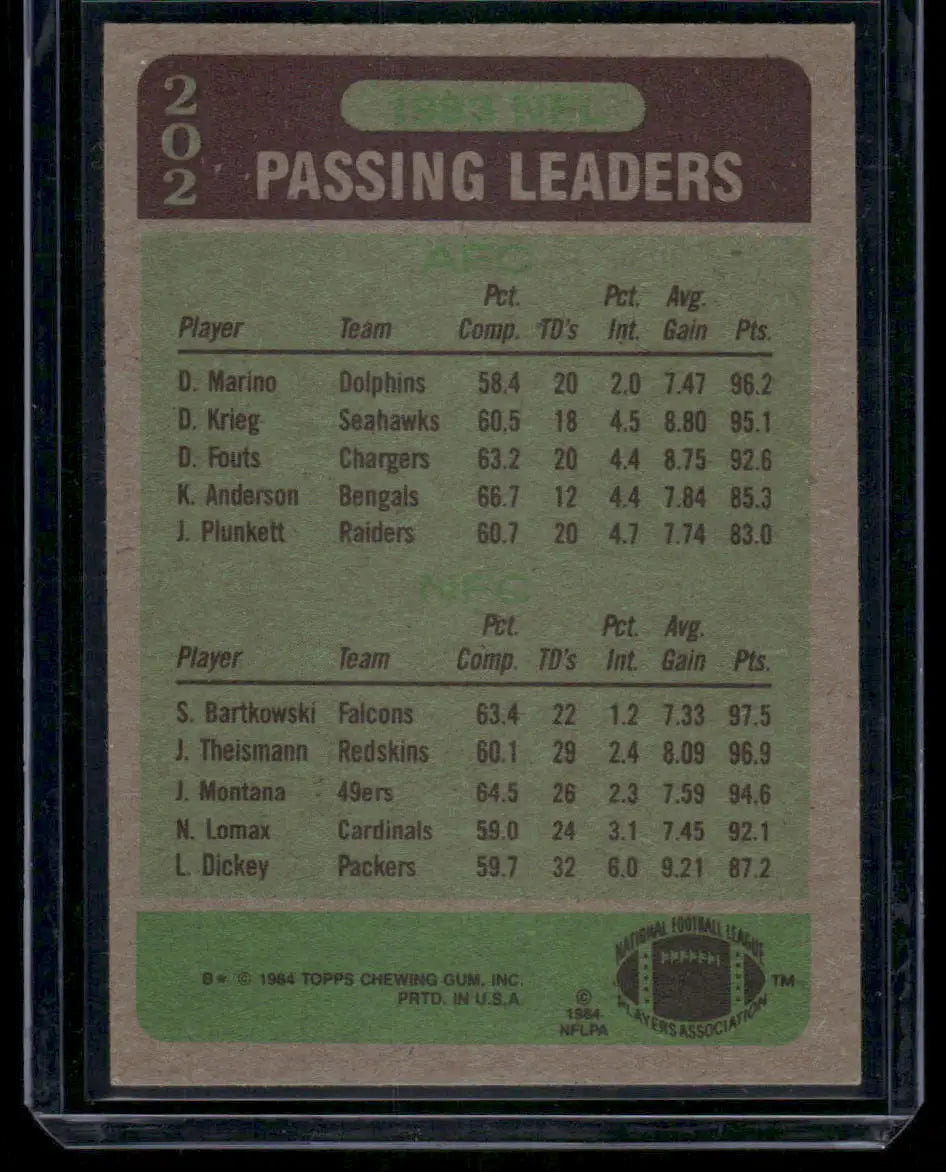 202
1983 NFL
PASSING LEADERS
AFC
Pct. Pct. Avg.
Player Team Comp. TD's Int. Gain Pts.
D. Marino Dolphins 58.4 20 2.0 7.47 96.2
D. Krieg Seahawks 60.5 18 4.5 8.80 95.1
D. Fouts Chargers 63.2 20 4.4 8.75 92.6
K. Anderson Bengals 66.7 12 4.4 7.84 85.3
J. Plunkett Raiders 60.7 20 4.7 7.74 83.0
NFC
Pct. Pct. Avg.
Player Team Comp. TD's Int. Gain Pts.
S. Bartkowski Falcons 63.4 22 1.2 7.33 97.5
J. Theismann Redskins 60.1 29 2.4 8.09 96.9
J. Montana 49ers 64.5 26 2.3 7.59 94.6
N. Lomax Cardinals 59.0 24 3.1 7.45 92.1
L. Dickey Packers 59.7 32 6.0 9.21 87.2
B* © 1984 TOPPS CHEWING GUM, INC.
PRTD. IN U.S.A.
©
1984
NFLPA
NATIONAL FOOTBALL LEAGUE
PLAYERS ASSOCIATION
TM